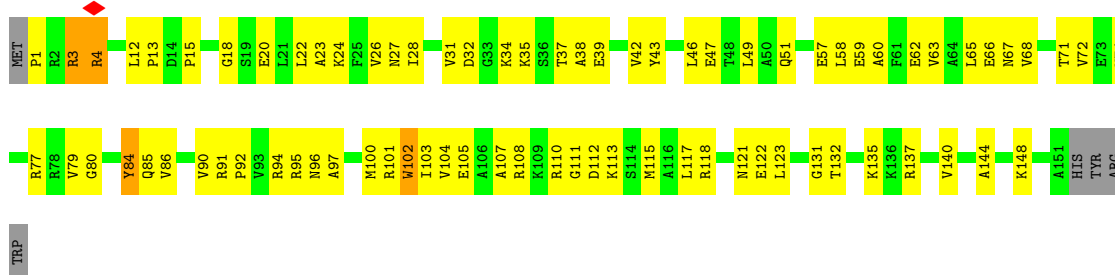 MET P1 R2 R3 R4 L12 P13 D14 P15 G18 S19 E20 L21 L22 A23 K24 F25 V26 N27 I28 V31 D32 G33 K34 K35 S36 T37 A38 E39 V42 Y43 L46 E47 T48 L49 A50 Q51 E57 L58 E59 A60 F61 E62 V63 A64 L65 E66 N67 V68 T71 V72 E73
R77 R78 V79 G80 Y84 Q85 V86 V90 R91 P92 V93 R94 R95 N96 A97 M100 R101 W102 I103 V104 E105 A106 A107 R108 K109 R110 G111 D112 K113 S114 M115 A116 L117 R118 N121 E122 L123 G131 T132 K135 K136 R137 V140 A144 K148 A151 HIS TYR ARG
TRP